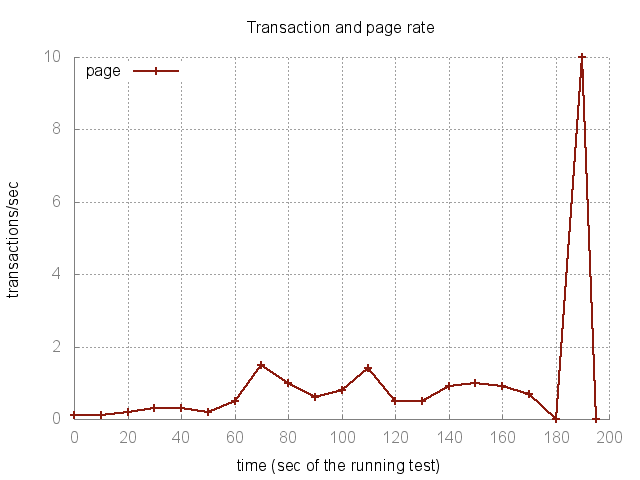 Transaction and page rate
10
page
8
6
4
2
0
transactions/sec
0 20 40 60 80 100 120 140 160 180 200
time (sec of the running test)